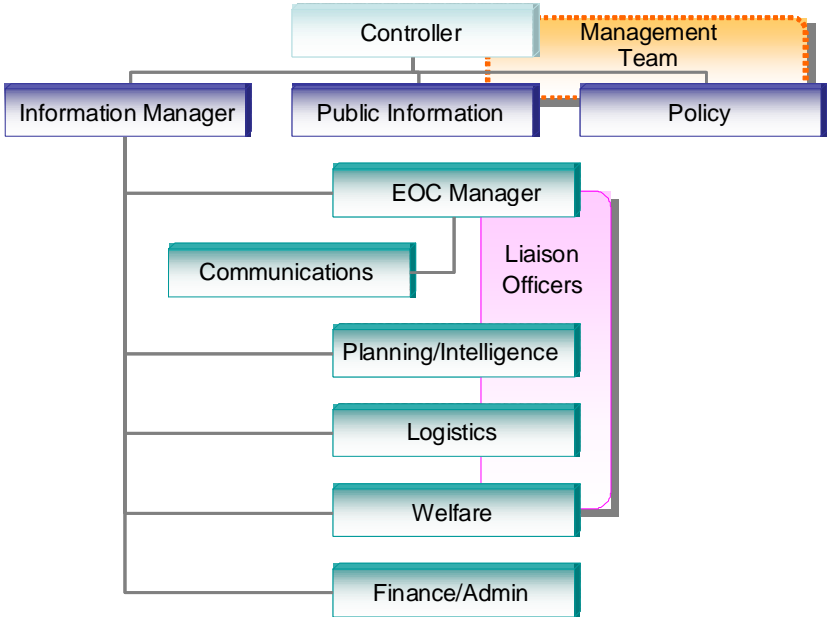 Controller
Management
Team
Information Manager
Public Information
Policy
EOC Manager
Liaison
Officers
Communications
Planning/Intelligence
Logistics
Welfare
Finance/Admin